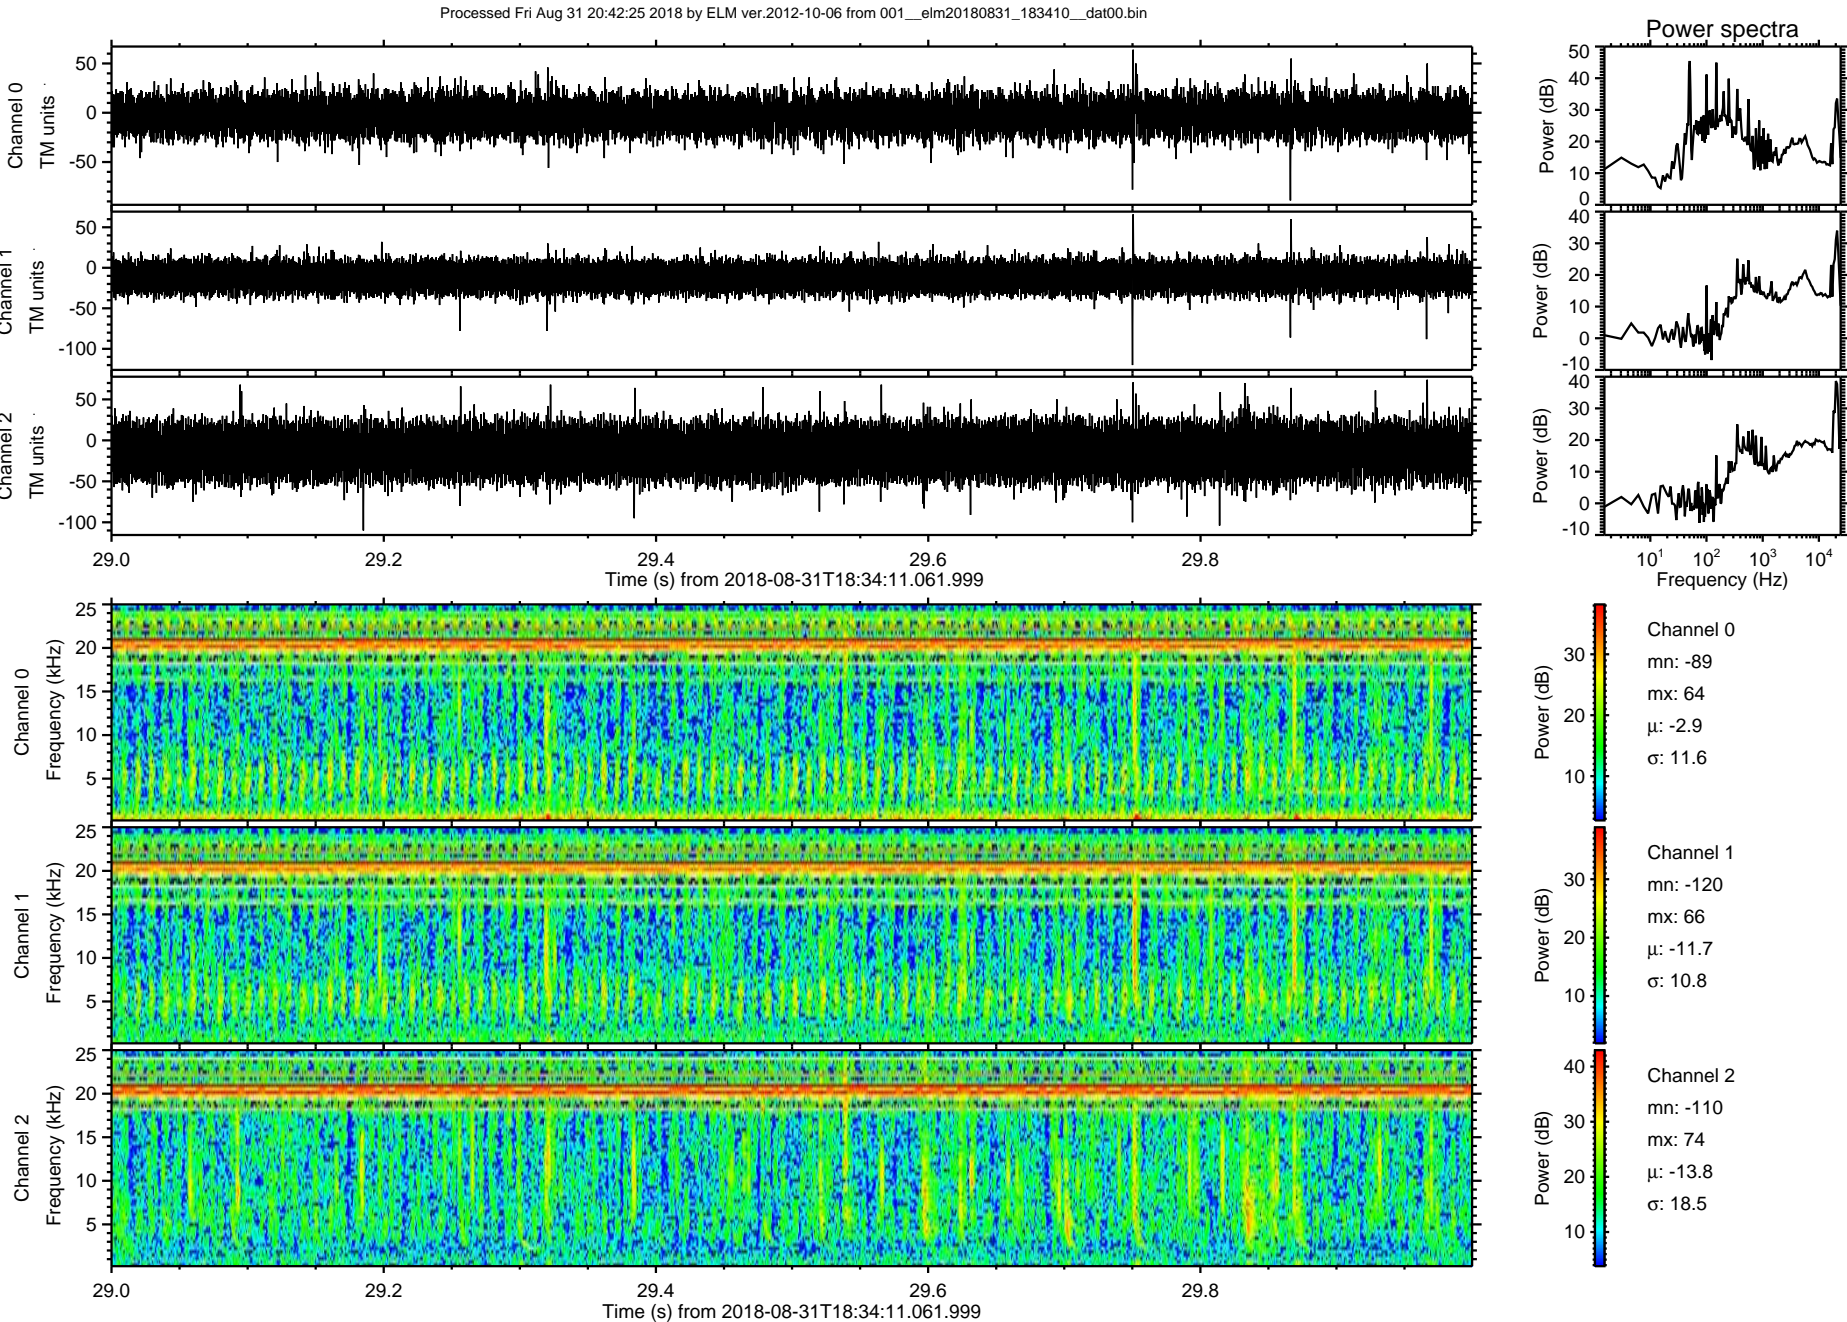 Processed Fri Aug 31 20:42:25 2018 by ELM ver.2012-10-06 from 001__elm20180831_183410__dat00.bin
Power spectra
Channel 0
TM units
50
0
-50
Power (dB)
50
40
30
20
10
0
Channel 1
TM units
50
0
-50
-100
Power (dB)
40
30
20
10
0
-10
Channel 2
TM units
50
0
-50
-100
Power (dB)
40
30
20
10
0
-10
29.0 29.2 29.4 29.6 29.8
Time (s) from 2018-08-31T18:34:11.061.999
10¹ 10² 10³ 10⁴
Frequency (Hz)
Channel 0
Frequency (kHz)
25
20
15
10
5
Power (dB)
30
20
10
Channel 0
mn: -89
mx: 64
μ: -2.9
σ: 11.6
Channel 1
Frequency (kHz)
25
20
15
10
5
Power (dB)
30
20
10
Channel 1
mn: -120
mx: 66
μ: -11.7
σ: 10.8
Channel 2
Frequency (kHz)
25
20
15
10
5
Power (dB)
40
30
20
10
Channel 2
mn: -110
mx: 74
μ: -13.8
σ: 18.5
29.0 29.2 29.4 29.6 29.8
Time (s) from 2018-08-31T18:34:11.061.999